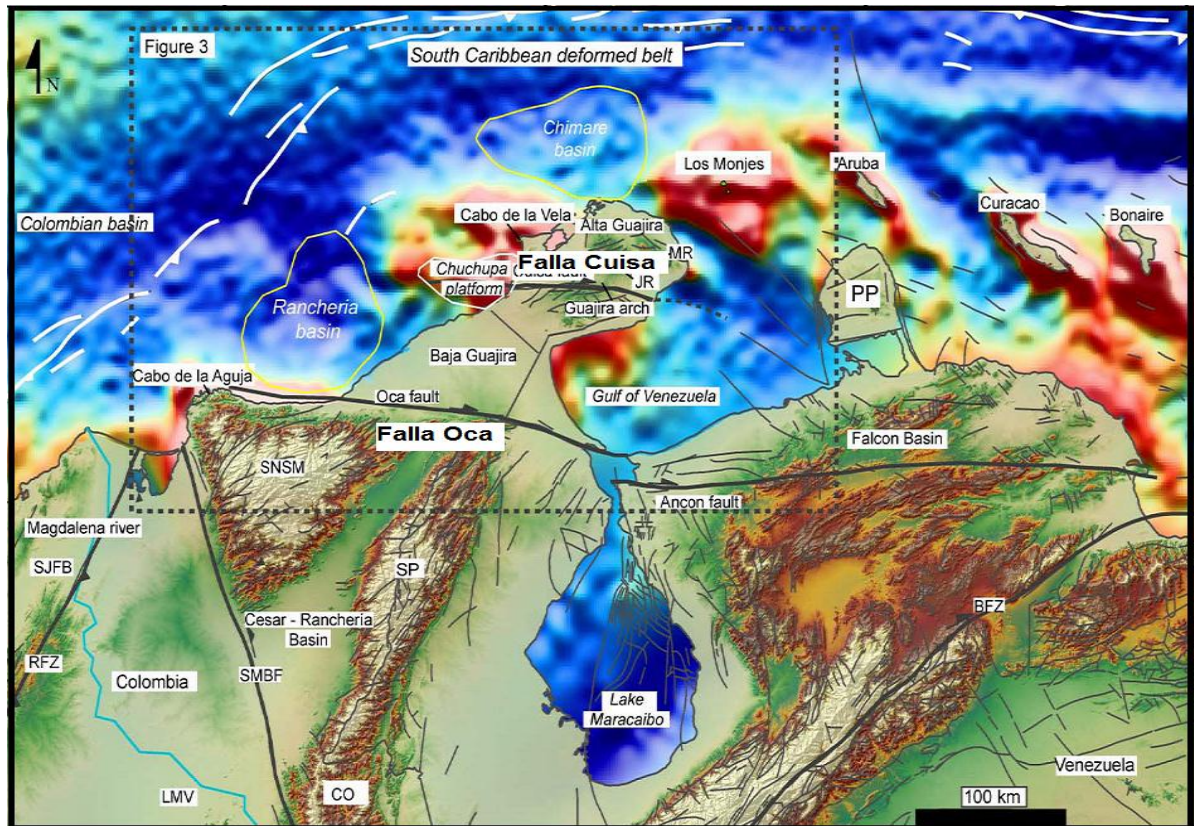 Figure 3
South Caribbean deformed belt
N
Chimare
basin
Los Monjes
Aruba
Curacao
Bonaire
Colombian basin
Cabo de la Vela
Alta Guajira
MR
Falla Cuisa
fault
JR
Chuchupa
platform
Rancheria
basin
Guajira arch
PP
Baja Guajira
Cabo de la Aguja
Oca fault
Gulf of Venezuela
Falla Oca
Falcon Basin
SNSM
Ancon fault
Magdalena river
SJFB
SP
Cesar - Rancheria
Basin
BFZ
RFZ
Colombia
SMBF
Lake
Maracaibo
Venezuela
LMV
CO
100 km